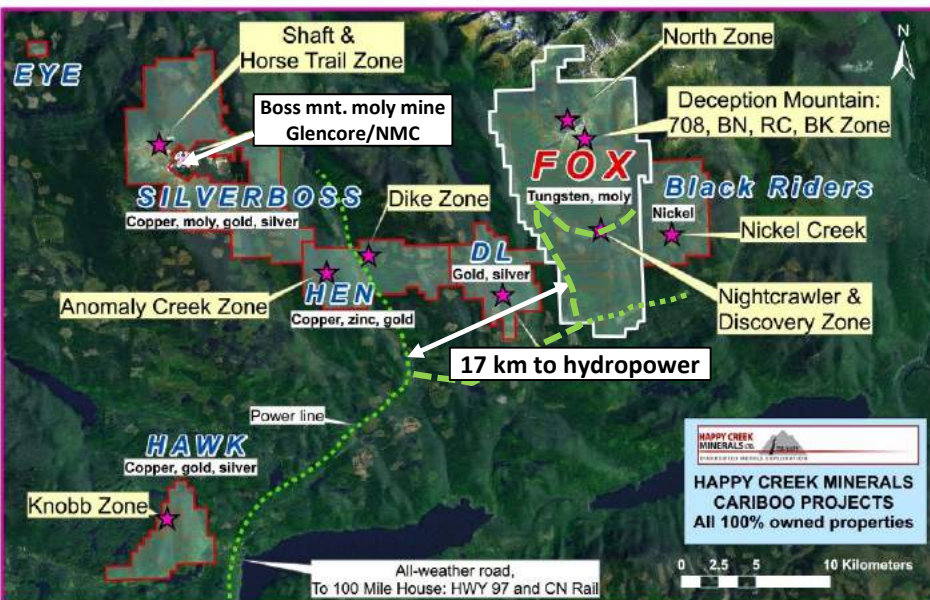 EYE
Shaft &
Horse Trail Zone
Boss mnt. moly mine
Glencore/NMC
North Zone
N
Deception Mountain:
708, BN, RC, BK Zone
FOX
Tungsten, moly
SILVERBOSS
Copper, moly, gold, silver
Dike Zone
Black Riders
Nickel
Nickel Creek
DL
Gold, silver
Anomaly Creek Zone
HEN
Copper, zinc, gold
Nightcrawler &
Discovery Zone
17 km to hydropower
Power line
HAWK
Copper, gold, silver
Knobb Zone
HAPPY CREEK
MINERALS LTD.
HAPPY CREEK MINERALS
CARIBOO PROJECTS
All 100% owned properties
All-weather road,
To 100 Mile House: HWY 97 and CN Rail
0 2.5 5 10 Kilometers